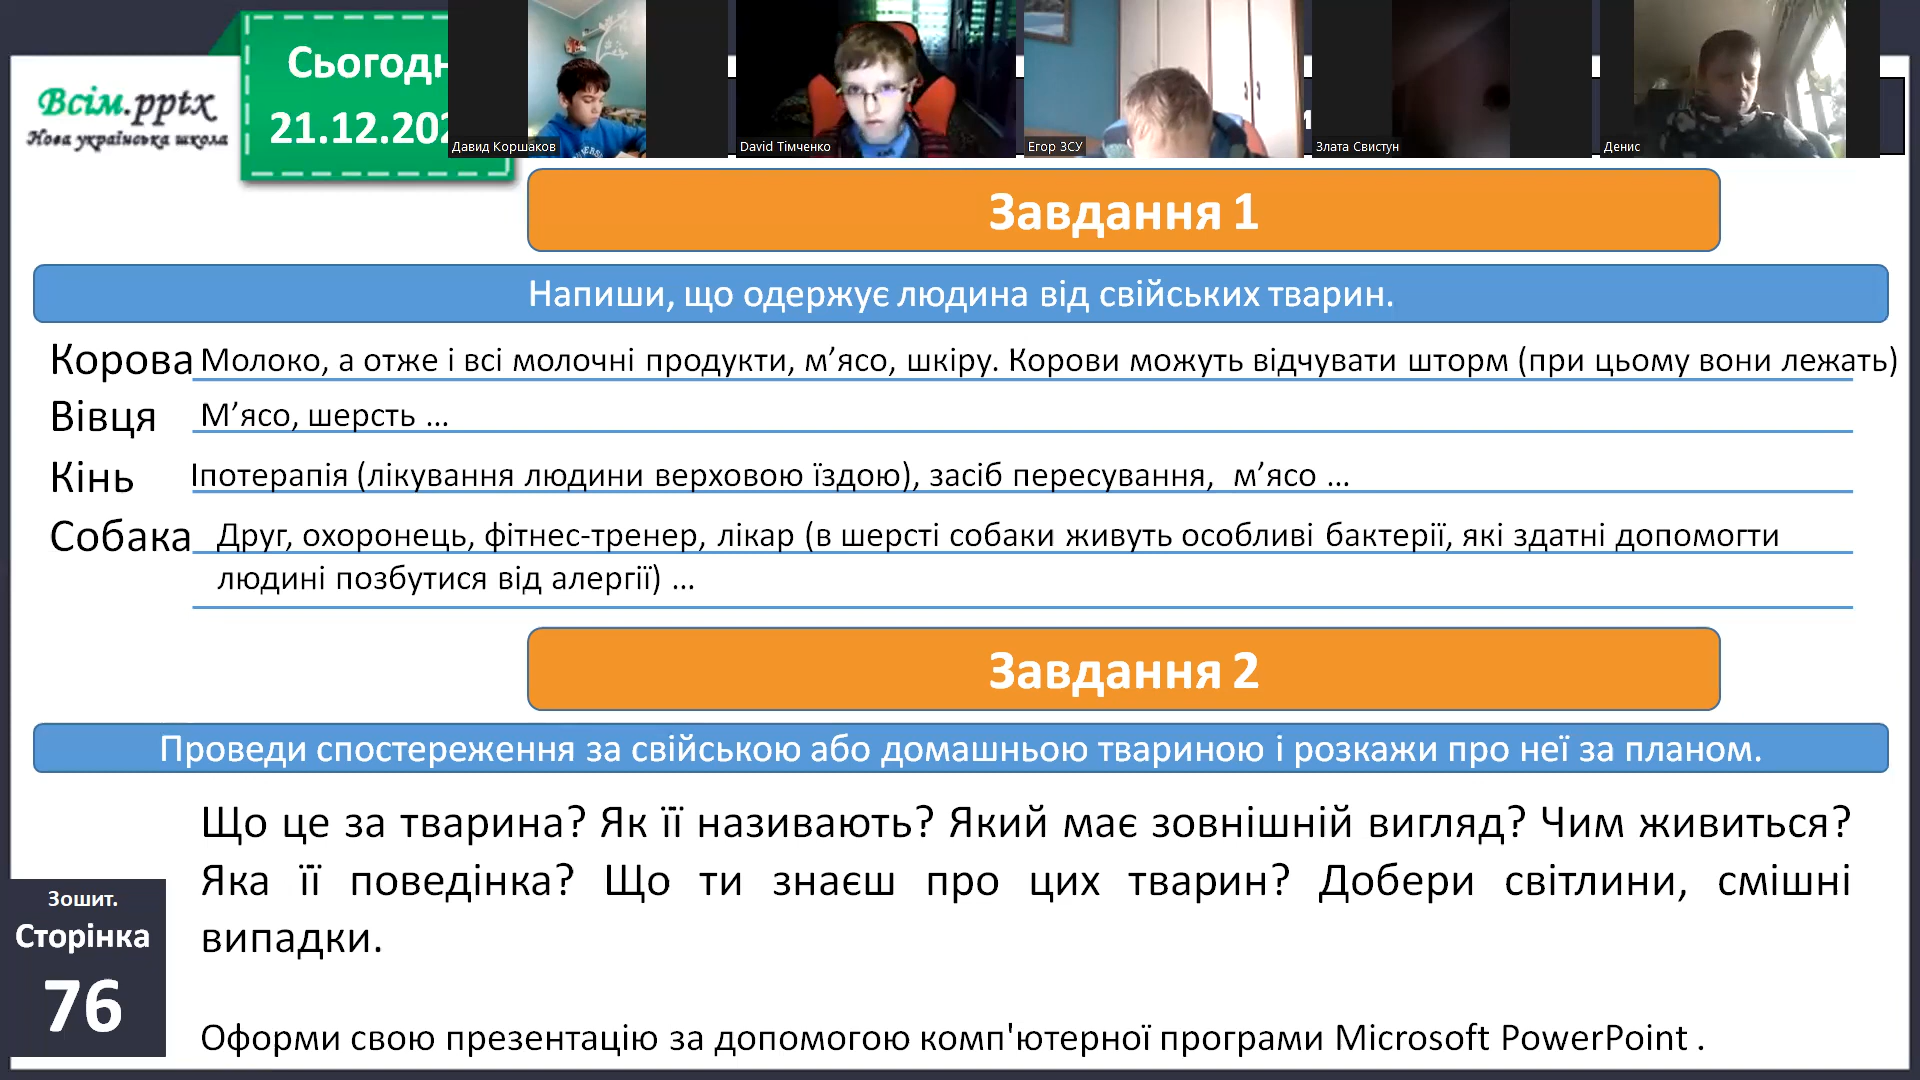 Всім.pptx
Нова українська школа
Сьогодн
21.12.202
Давид Коршаков
David Тімченко
Егор ЗСУ
Злата Свистун
Денис
Завдання 1
Напиши, що одержує людина від свійських тварин.
Корова Молоко, а отже і всі молочні продукти, м’ясо, шкіру. Корови можуть відчувати шторм (при цьому вони лежать)
Вівця М’ясо, шерсть ...
Кінь Іпотерапія (лікування людини верховою їздою), засіб пересування, м’ясо ...
Собака Друг, охоронець, фітнес-тренер, лікар (в шерсті собаки живуть особливі бактерії, які здатні допомогти
людині позбутися від алергії) ...
Завдання 2
Проведи спостереження за свійською або домашньою твариною і розкажи про неї за планом.
Що це за тварина? Як її називають? Який має зовнішній вигляд? Чим живиться?
Яка її поведінка? Що ти знаєш про цих тварин? Добери світлини, смішні
випадки.
Зошит.
Сторінка
76
Оформи свою презентацію за допомогою комп'ютерної програми Microsoft PowerPoint .